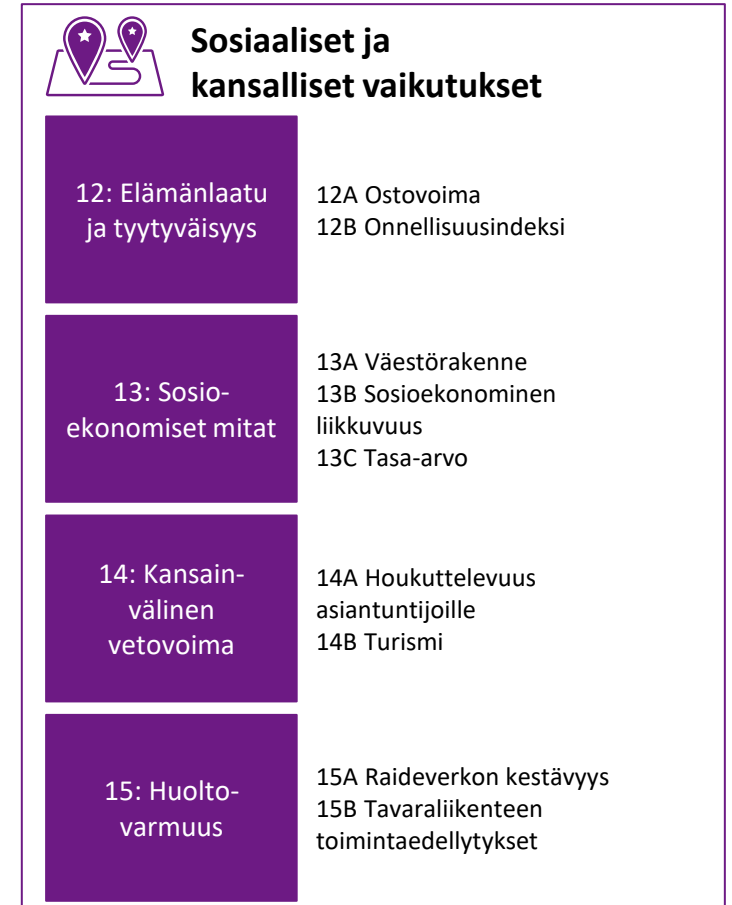 Sosiaaliset ja
kansalliset vaikutukset
12: Elämänlaatu
ja tyytyväisyys
12A Ostovoima
12B Onnellisuusindeksi
13: Sosio-
ekonomiset mitat
13A Väestörakenne
13B Sosioekonominen
liikkuvuus
13C Tasa-arvo
14: Kansain-
välinen
vetovoima
14A Houkuttelevuus
asiantuntijoille
14B Turismi
15: Huolto-
varmuus
15A Raideverkon kestävyys
15B Tavaraliikenteen
toimintaedellytykset